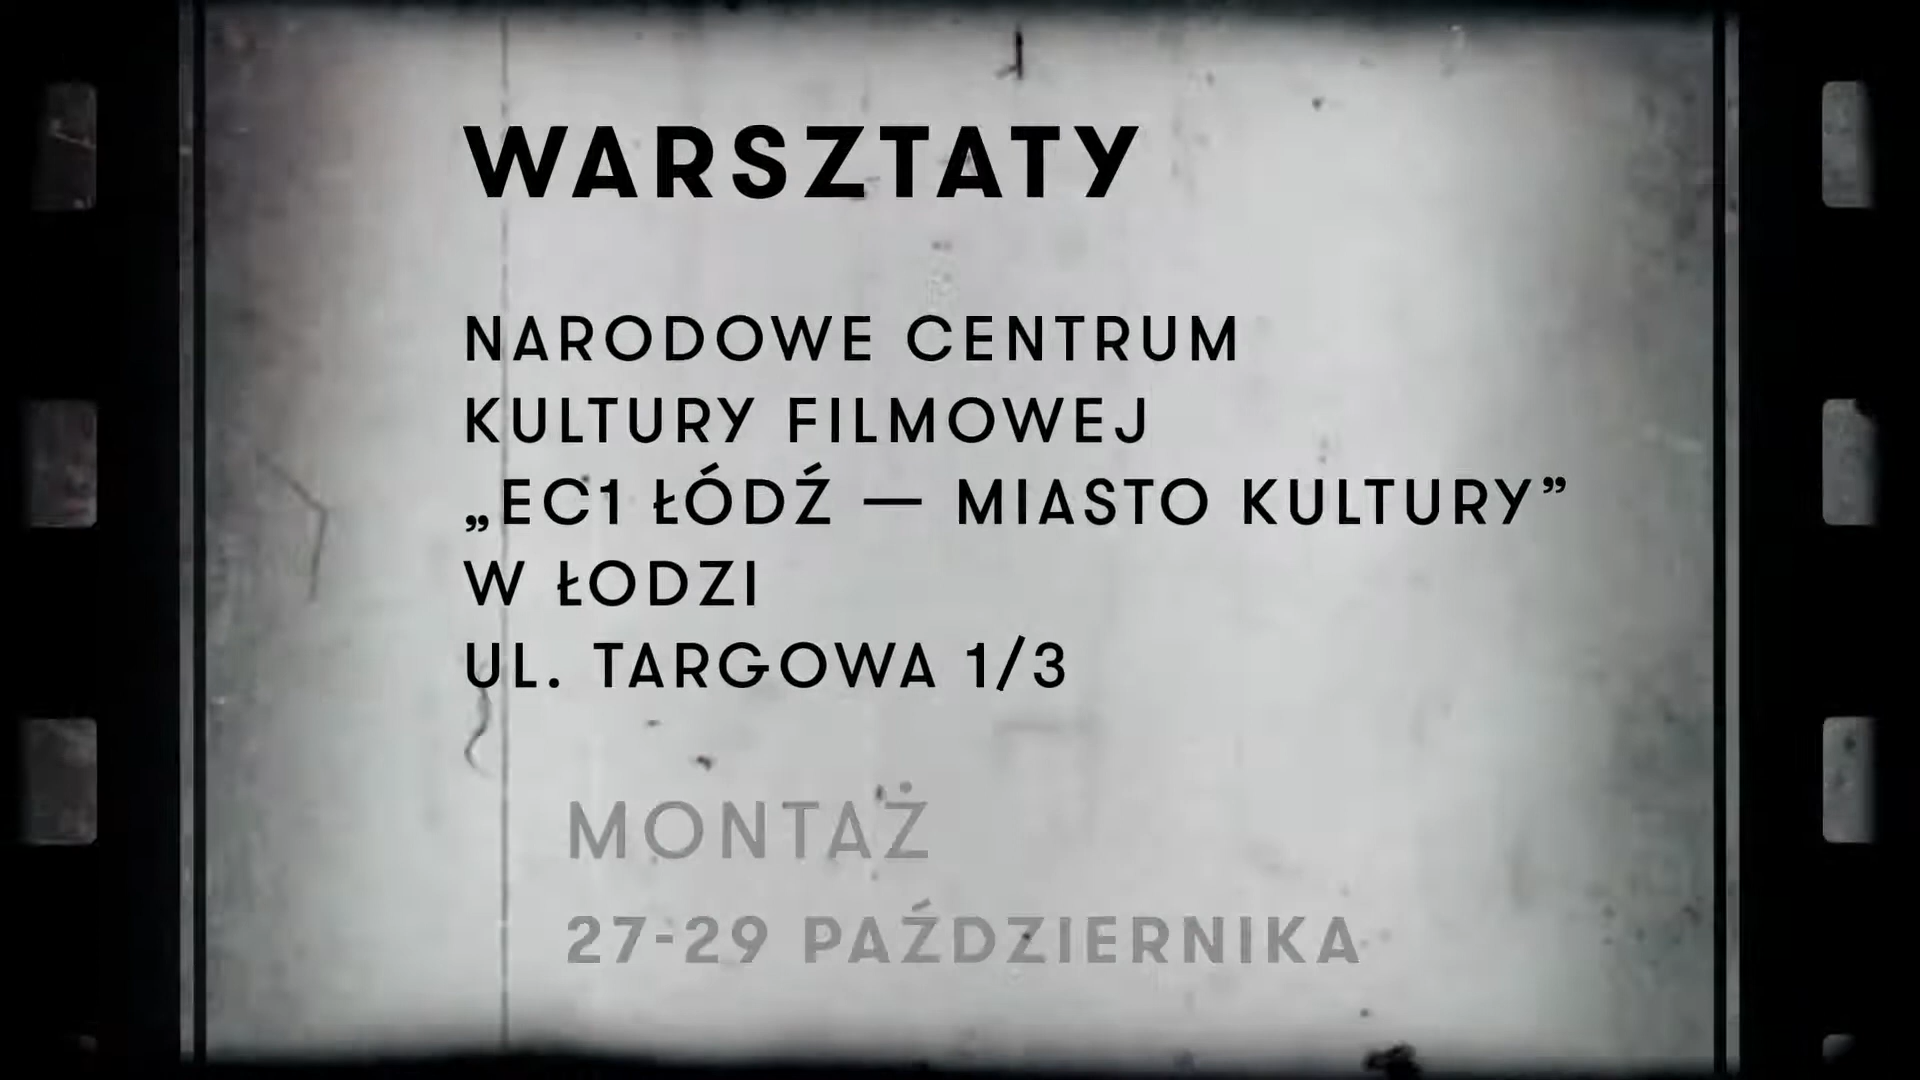 WARSZTATY
NARODOWE CENTRUM
KULTURY FILMOWEJ
„EC1 ŁÓDŹ — MIASTO KULTURY”
W ŁODZI
UL. TARGOWA 1/3
MONTAŻ
27-29 PAŹDZIERNIKA